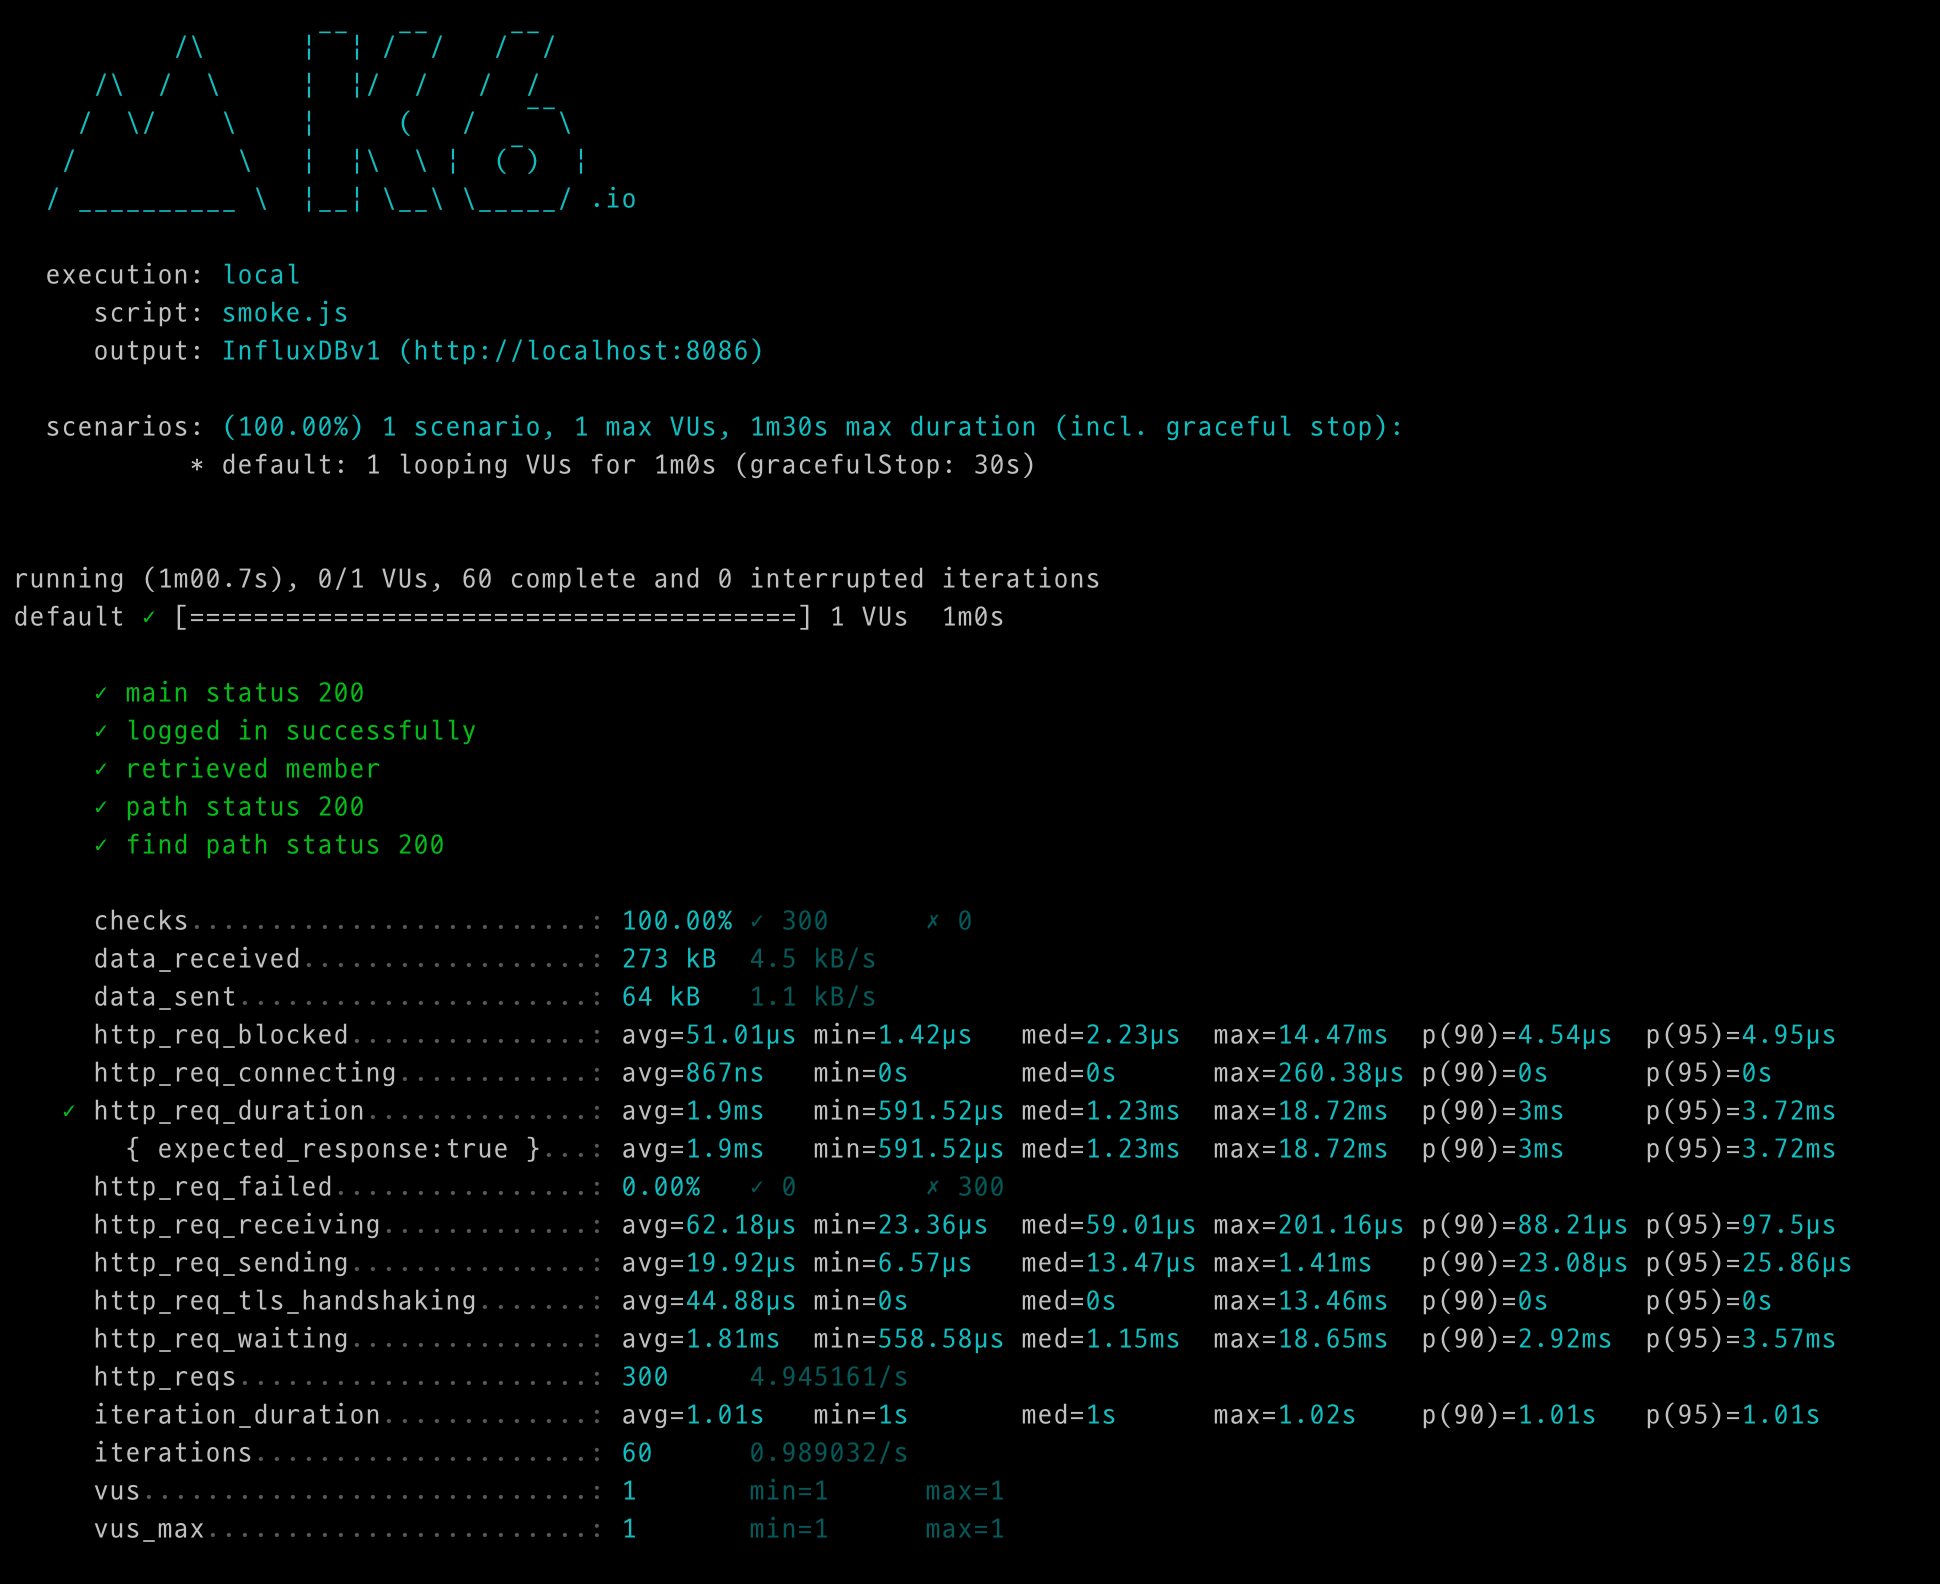 /\      |‾‾| /‾‾/   /‾‾/
     /\  /  \     |  |/  /   /  /
    /  \/    \    |     (   /   ‾‾\
   /          \   |  |\  \ |  (‾)  |
  / __________ \  |__| \__\ \_____/ .io

  execution: local
     script: smoke.js
     output: InfluxDBv1 (http://localhost:8086)

  scenarios: (100.00%) 1 scenario, 1 max VUs, 1m30s max duration (incl. graceful stop):
           * default: 1 looping VUs for 1m0s (gracefulStop: 30s)

running (1m00.7s), 0/1 VUs, 60 complete and 0 interrupted iterations
default ✓ [======================================] 1 VUs  1m0s

     ✓ main status 200
     ✓ logged in successfully
     ✓ retrieved member
     ✓ path status 200
     ✓ find path status 200

     checks.........................: 100.00% ✓ 300      ✗ 0
     data_received..................: 273 kB  4.5 kB/s
     data_sent......................: 64 kB   1.1 kB/s
     http_req_blocked...............: avg=51.01µs min=1.42µs   med=2.23µs  max=14.47ms  p(90)=4.54µs  p(95)=4.95µs
     http_req_connecting............: avg=867ns   min=0s       med=0s      max=260.38µs p(90)=0s      p(95)=0s
   ✓ http_req_duration..............: avg=1.9ms   min=591.52µs med=1.23ms  max=18.72ms  p(90)=3ms     p(95)=3.72ms
       { expected_response:true }...: avg=1.9ms   min=591.52µs med=1.23ms  max=18.72ms  p(90)=3ms     p(95)=3.72ms
     http_req_failed................: 0.00%   ✓ 0        ✗ 300
     http_req_receiving.............: avg=62.18µs min=23.36µs  med=59.01µs max=201.16µs p(90)=88.21µs p(95)=97.5µs
     http_req_sending...............: avg=19.92µs min=6.57µs   med=13.47µs max=1.41ms   p(90)=23.08µs p(95)=25.86µs
     http_req_tls_handshaking.......: avg=44.88µs min=0s       med=0s      max=13.46ms  p(90)=0s      p(95)=0s
     http_req_waiting...............: avg=1.81ms  min=558.58µs med=1.15ms  max=18.65ms  p(90)=2.92ms  p(95)=3.57ms
     http_reqs......................: 300     4.945161/s
     iteration_duration.............: avg=1.01s   min=1s       med=1s      max=1.02s    p(90)=1.01s   p(95)=1.01s
     iterations.....................: 60      0.989032/s
     vus............................: 1       min=1      max=1
     vus_max........................: 1       min=1      max=1